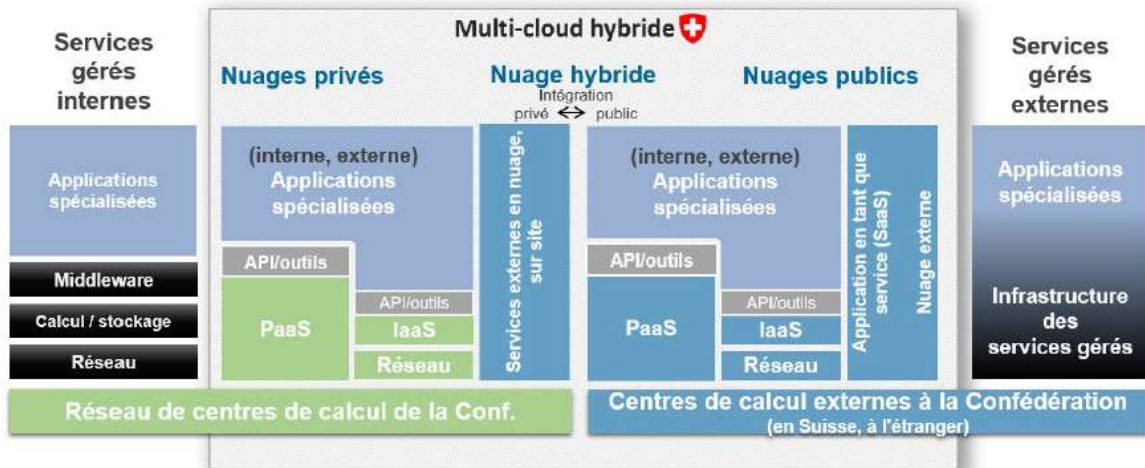 Multi-cloud hybride
Services
gérés
internes
Nuages privés
Nuage hybride
Intégration
privé ⟷ public
Nuages publics
Services
gérés
externes
Applications
spécialisées
Middleware
Calcul / stockage
Réseau
(interne, externe)
Applications
spécialisées
API/outils
PaaS
API/outils
IaaS
Réseau
Services externes en nuage,
sur site
(interne, externe)
Applications
spécialisées
API/outils
PaaS
API/outils
IaaS
Réseau
Application en tant que
service (SaaS)
Nuage externe
Applications
spécialisées
Infrastructure
des
services gérés
Réseau de centres de calcul de la Conf.
Centres de calcul externes à la Confédération
(en Suisse, à l'étranger)